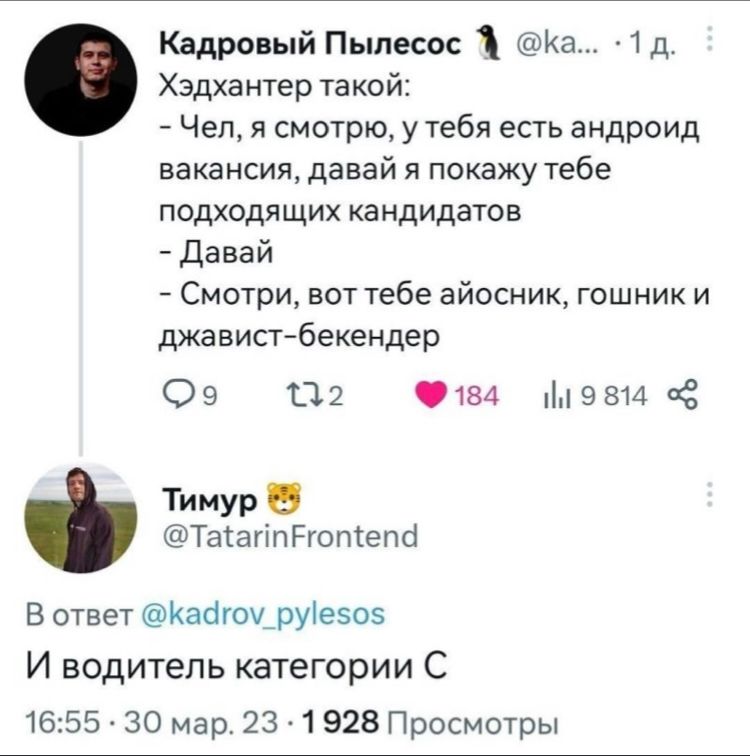 Кадровый Пылесос 🐧 @ka... · 1 д.
Хэдхантер такой:
- Чел, я смотрю, у тебя есть андроид
вакансия, давай я покажу тебе
подходящих кандидатов
- Давай
- Смотри, вот тебе айосник, гошник и
джавист-бекендер
9 2 184 9 814
Тимур 🐯
@TatarinFrontend
В ответ @kadrov_pylesos
И водитель категории C
16:55 · 30 мар. 23 · 1 928 Просмотры